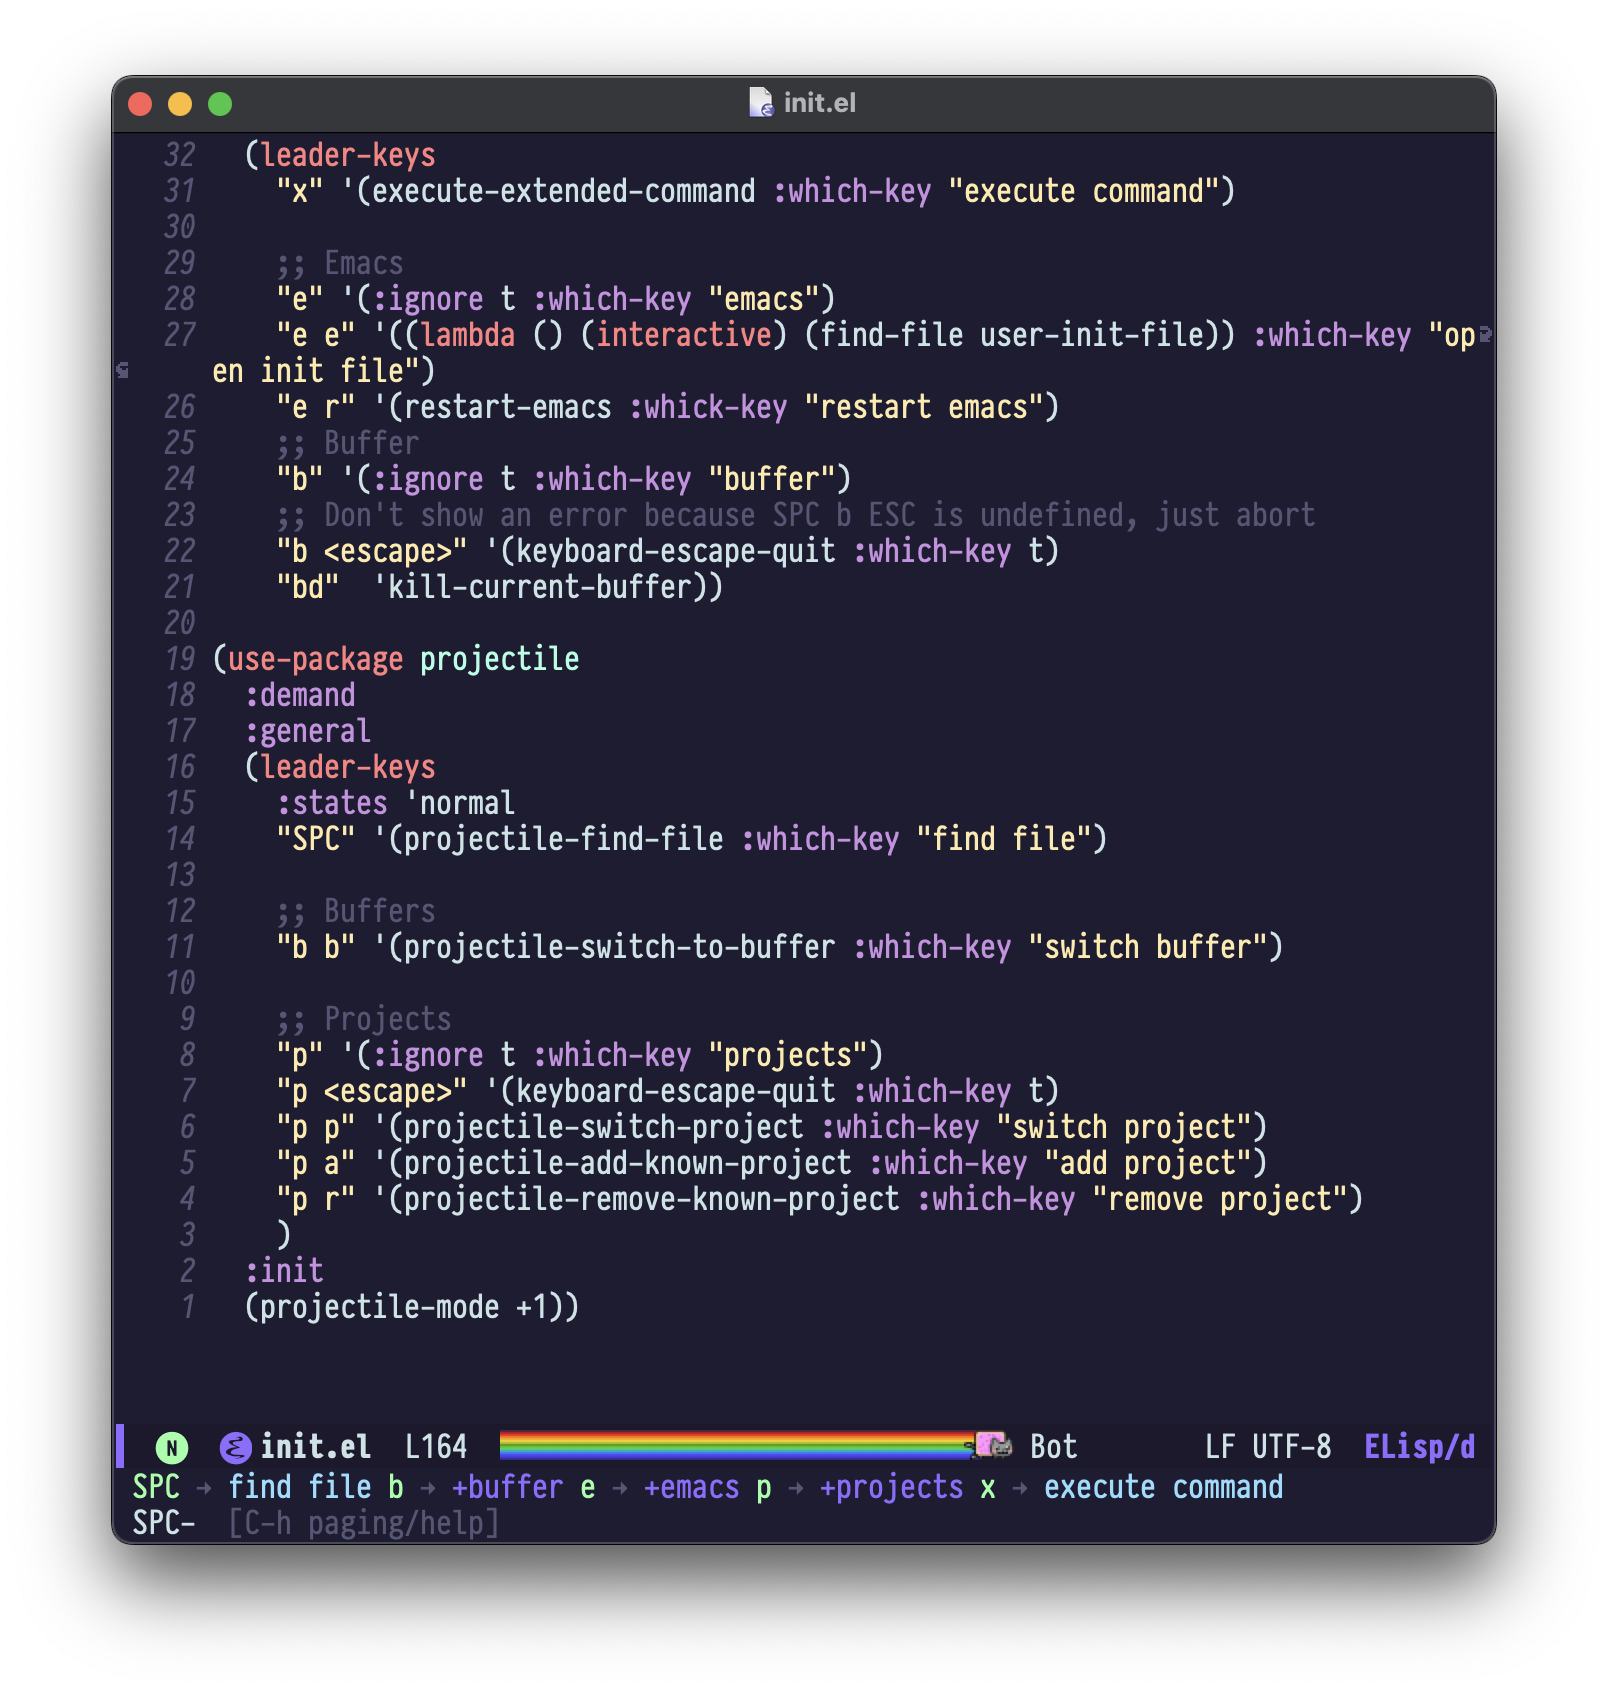 init.el
32   (leader-keys
31     "x" '(execute-extended-command :which-key "execute command")
30
29     ;; Emacs
28     "e" '(:ignore t :which-key "emacs")
27     "e e" '((lambda () (interactive) (find-file user-init-file)) :which-key "op
en init file")
26     "e r" '(restart-emacs :whick-key "restart emacs")
25     ;; Buffer
24     "b" '(:ignore t :which-key "buffer")
23     ;; Don't show an error because SPC b ESC is undefined, just abort
22     "b <escape>" '(keyboard-escape-quit :which-key t)
21     "bd"  'kill-current-buffer))
20
19 (use-package projectile
18   :demand
17   :general
16   (leader-keys
15     :states 'normal
14     "SPC" '(projectile-find-file :which-key "find file")
13
12     ;; Buffers
11     "b b" '(projectile-switch-to-buffer :which-key "switch buffer")
10
9     ;; Projects
8     "p" '(:ignore t :which-key "projects")
7     "p <escape>" '(keyboard-escape-quit :which-key t)
6     "p p" '(projectile-switch-project :which-key "switch project")
5     "p a" '(projectile-add-known-project :which-key "add project")
4     "p r" '(projectile-remove-known-project :which-key "remove project")
3     )
2   :init
1   (projectile-mode +1))
N init.el L164 Bot LF UTF-8 ELisp/d
SPC → find file b → +buffer e → +emacs p → +projects x → execute command
SPC- [C-h paging/help]